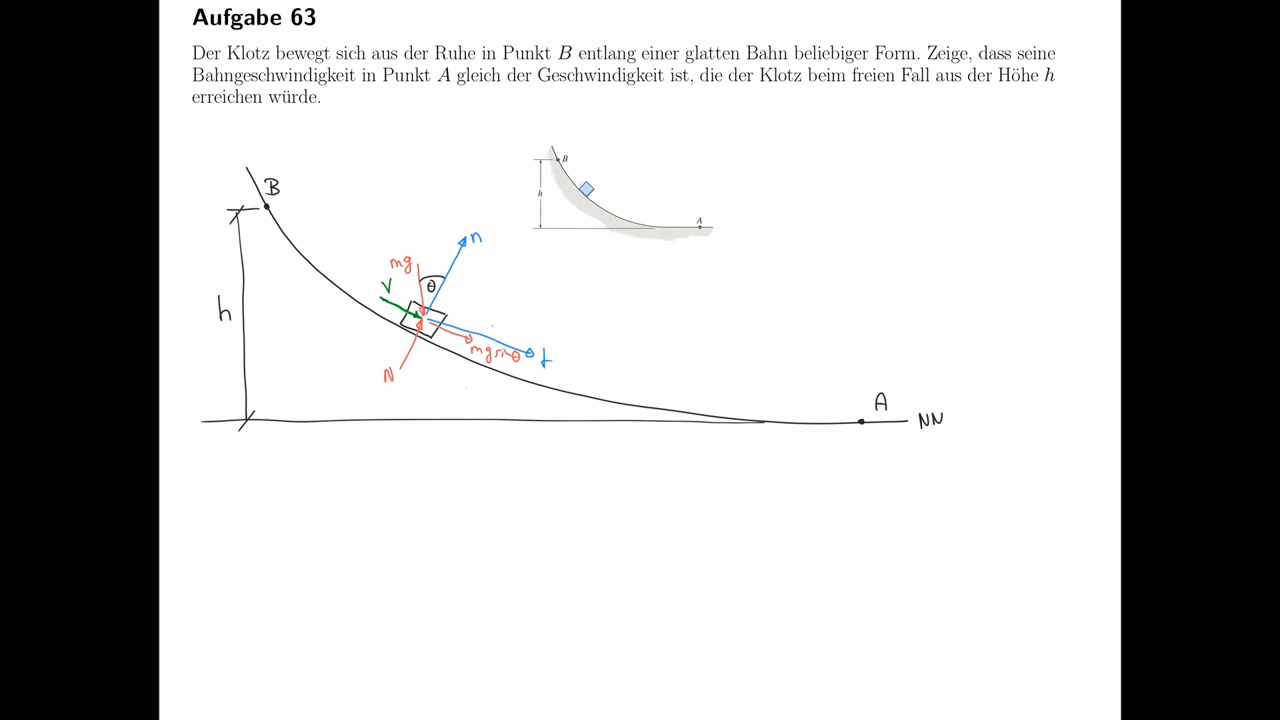 Aufgabe 63
Der Klotz bewegt sich aus der Ruhe in Punkt B entlang einer glatten Bahn beliebiger Form. Zeige, dass seine
Bahngeschwindigkeit in Punkt A gleich der Geschwindigkeit ist, die der Klotz beim freien Fall aus der Höhe h
erreichen würde.
B
h
A
B
n
mg
θ
V
h
mg sin θ
t
N
A
NN